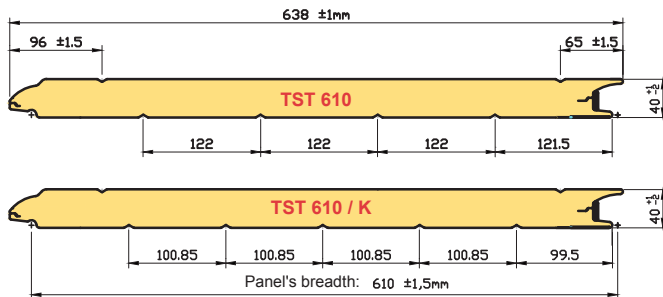 638 ±1mm
96 ±1.5 65 ±1.5
TST 610
40 +1 -2
122 122 122 121.5
TST 610 / K
40 +1 -2
100.85 100.85 100.85 100.85 99.5
Panel's breadth: 610 ±1,5mm